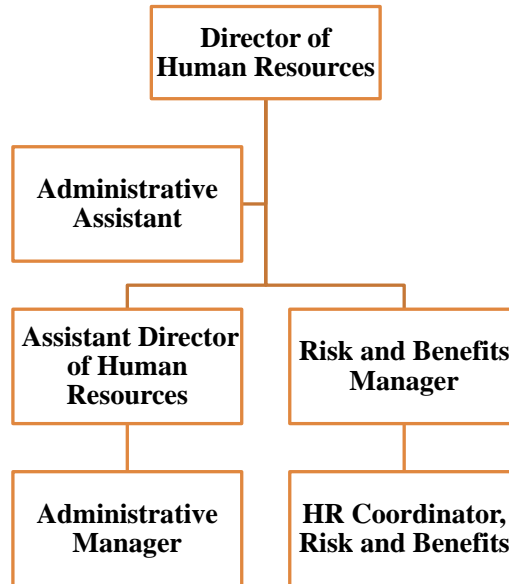 Director of
Human Resources
Administrative
Assistant
Assistant Director
of Human
Resources
Risk and Benefits
Manager
Administrative
Manager
HR Coordinator,
Risk and Benefits